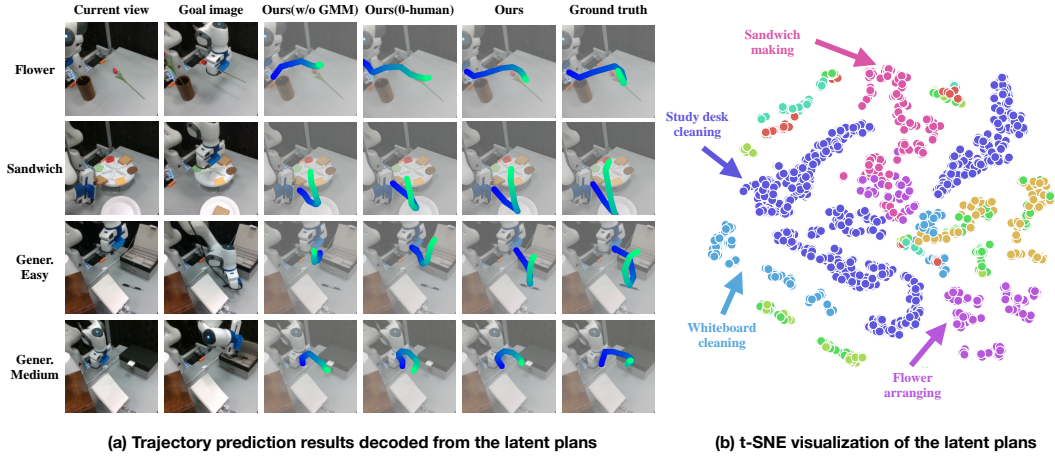 Current view Goal image Ours(w/o GMM) Ours(0-human) Ours Ground truth
Flower
Sandwich
Gener.
Easy
Gener.
Medium
(a) Trajectory prediction results decoded from the latent plans
Sandwich
making
Study desk
cleaning
Whiteboard
cleaning
Flower
arranging
(b) t-SNE visualization of the latent plans